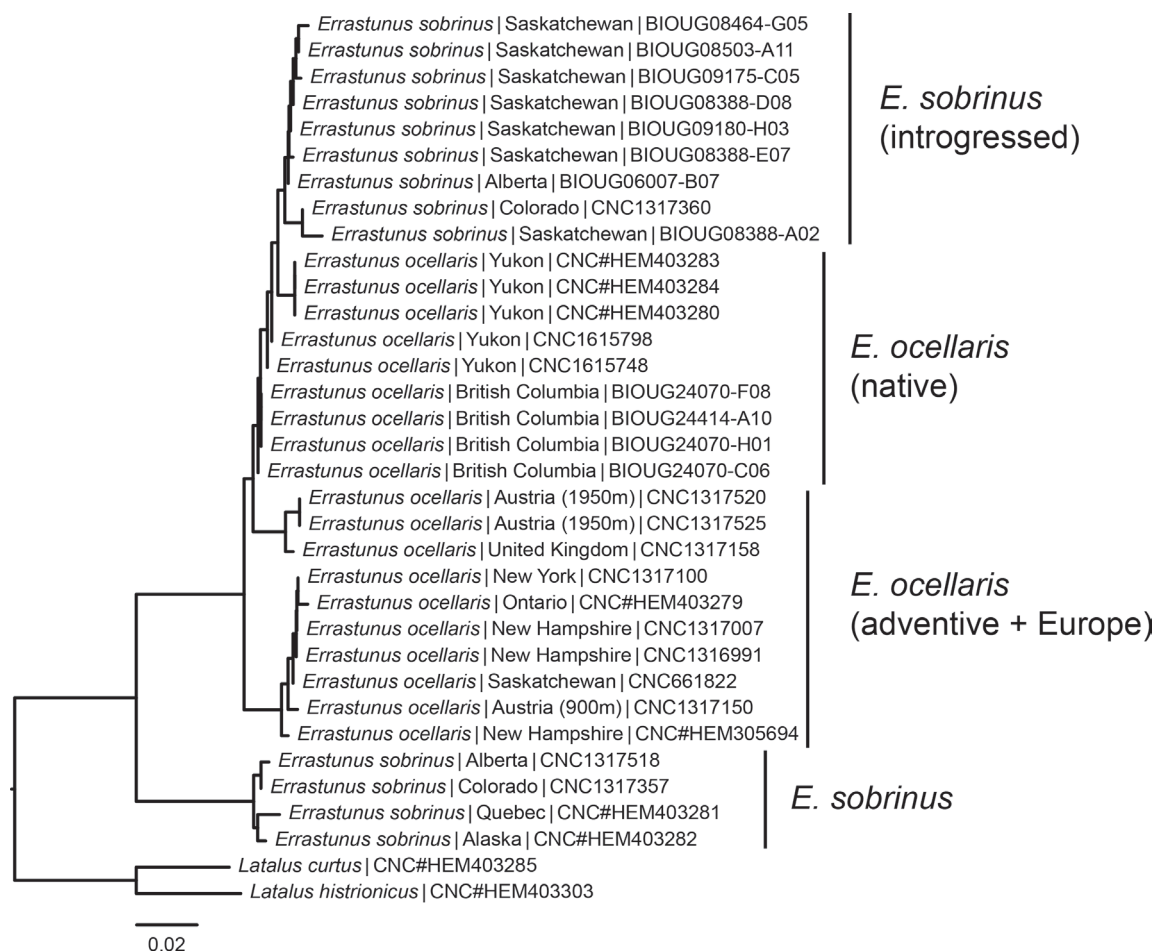 Errastunus sobrinus|Saskatchewan|BIOUG08464-G05
Errastunus sobrinus|Saskatchewan|BIOUG08503-A11
Errastunus sobrinus|Saskatchewan|BIOUG09175-C05
Errastunus sobrinus|Saskatchewan|BIOUG08388-D08
Errastunus sobrinus|Saskatchewan|BIOUG09180-H03
Errastunus sobrinus|Saskatchewan|BIOUG08388-E07
Errastunus sobrinus|Alberta|BIOUG06007-B07
Errastunus sobrinus|Colorado|CNC1317360
Errastunus sobrinus|Saskatchewan|BIOUG08388-A02
E. sobrinus
(introgressed)
Errastunus ocellaris|Yukon|CNC#HEM403283
Errastunus ocellaris|Yukon|CNC#HEM403284
Errastunus ocellaris|Yukon|CNC#HEM403280
Errastunus ocellaris|Yukon|CNC1615798
Errastunus ocellaris|Yukon|CNC1615748
Errastunus ocellaris|British Columbia|BIOUG24070-F08
Errastunus ocellaris|British Columbia|BIOUG24414-A10
Errastunus ocellaris|British Columbia|BIOUG24070-H01
Errastunus ocellaris|British Columbia|BIOUG24070-C06
E. ocellaris
(native)
Errastunus ocellaris|Austria (1950m)|CNC1317520
Errastunus ocellaris|Austria (1950m)|CNC1317525
Errastunus ocellaris|United Kingdom|CNC1317158
Errastunus ocellaris|New York|CNC1317100
Errastunus ocellaris|Ontario|CNC#HEM403279
Errastunus ocellaris|New Hampshire|CNC1317007
Errastunus ocellaris|New Hampshire|CNC1316991
Errastunus ocellaris|Saskatchewan|CNC661822
Errastunus ocellaris|Austria (900m)|CNC1317150
Errastunus ocellaris|New Hampshire|CNC#HEM305694
E. ocellaris
(adventive + Europe)
Errastunus sobrinus|Alberta|CNC1317518
Errastunus sobrinus|Colorado|CNC1317357
Errastunus sobrinus|Quebec|CNC#HEM403281
Errastunus sobrinus|Alaska|CNC#HEM403282
E. sobrinus
Latalus curtus|CNC#HEM403285
Latalus histrionicus|CNC#HEM403303
0.02